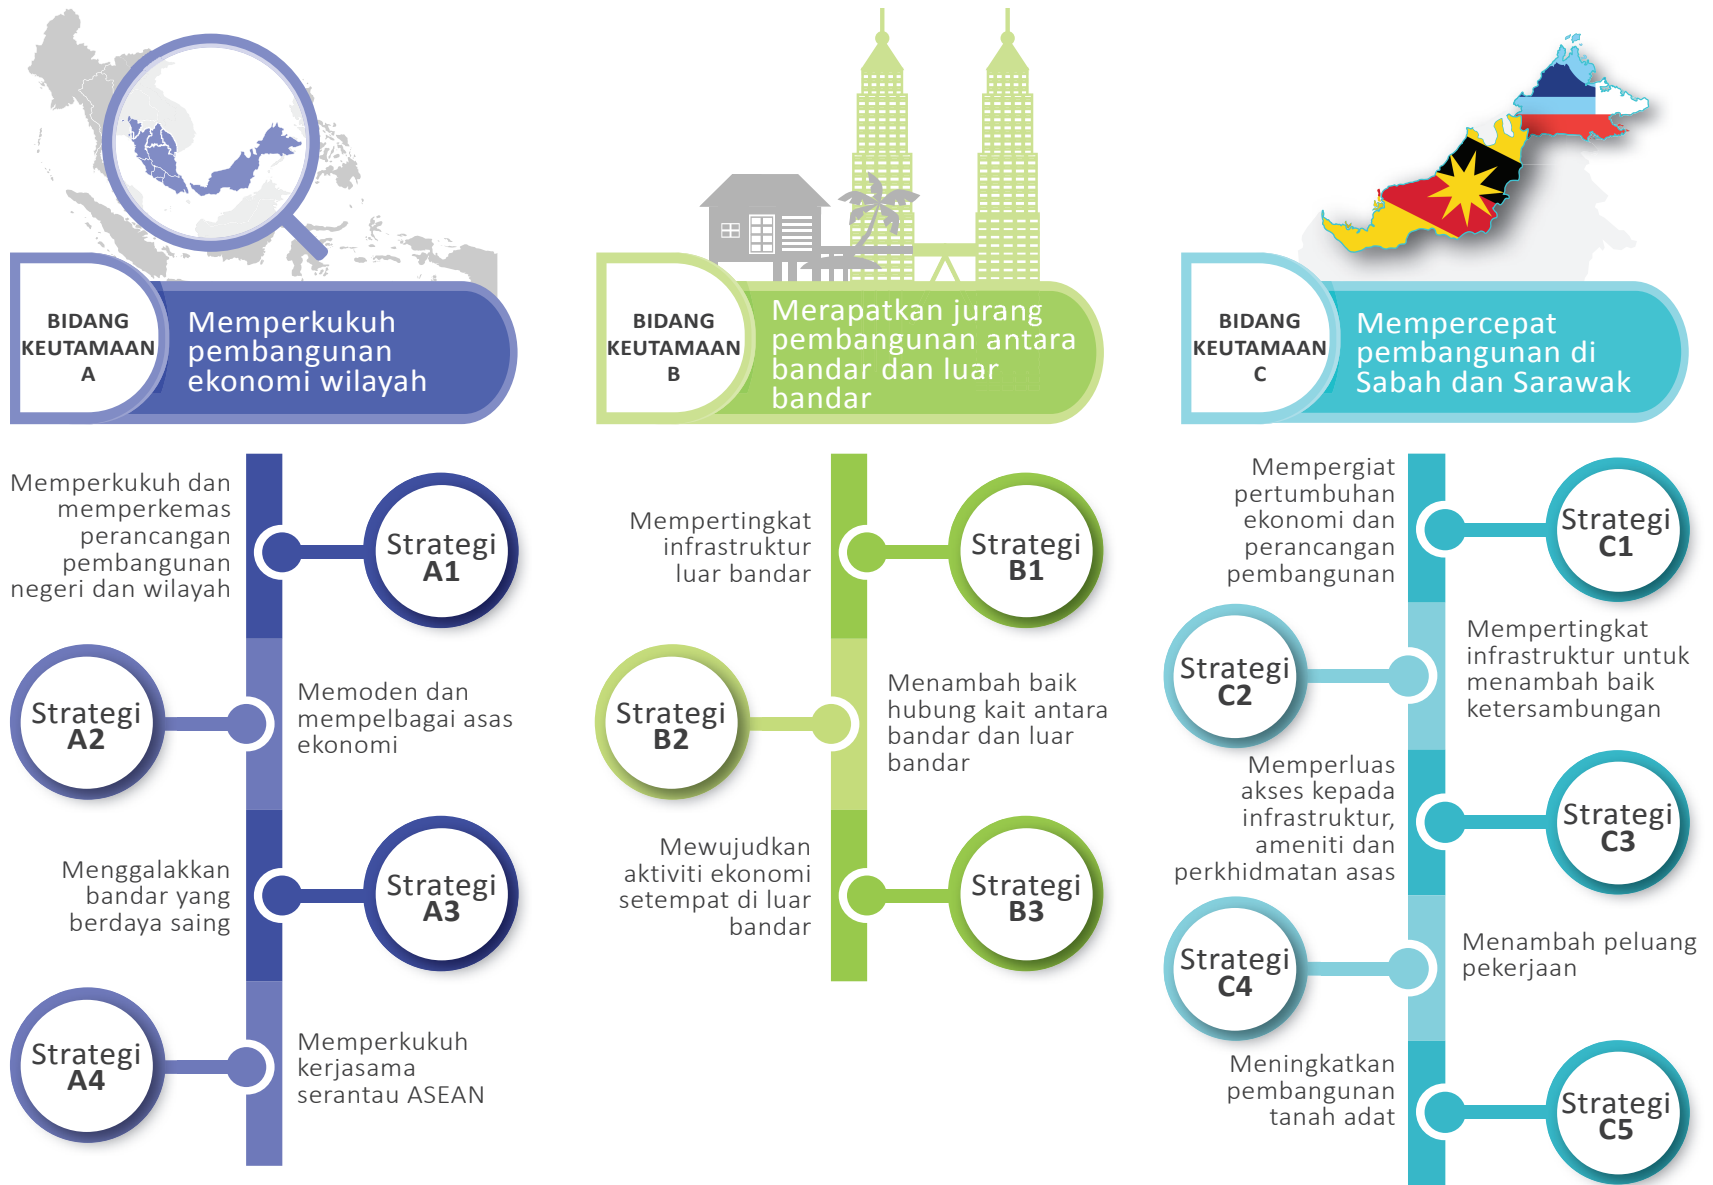 BIDANG
KEUTAMAAN
A
Memperkukuh
pembangunan
ekonomi wilayah
Memperkukuh dan
memperkemas
perancangan
pembangunan
negeri dan wilayah
Strategi
A1
Strategi
A2
Memoden dan
mempelbagai asas
ekonomi
Menggalakkan
bandar yang
berdaya saing
Strategi
A3
Strategi
A4
Memperkukuh
kerjasama
serantau ASEAN
BIDANG
KEUTAMAAN
B
Merapatkan jurang
pembangunan antara
bandar dan luar
bandar
Mempertingkat
infrastruktur
luar bandar
Strategi
B1
Strategi
B2
Menambah baik
hubung kait antara
bandar dan luar
bandar
Mewujudkan
aktiviti ekonomi
setempat di luar
bandar
Strategi
B3
BIDANG
KEUTAMAAN
C
Mempercepat
pembangunan di
Sabah dan Sarawak
Mempergiat
pertumbuhan
ekonomi dan
perancangan
pembangunan
Strategi
C1
Strategi
C2
Mempertingkat
infrastruktur untuk
menambah baik
ketersambungan
Memperluas
akses kepada
infrastruktur,
ameniti dan
perkhidmatan asas
Strategi
C3
Strategi
C4
Menambah peluang
pekerjaan
Meningkatkan
pembangunan
tanah adat
Strategi
C5